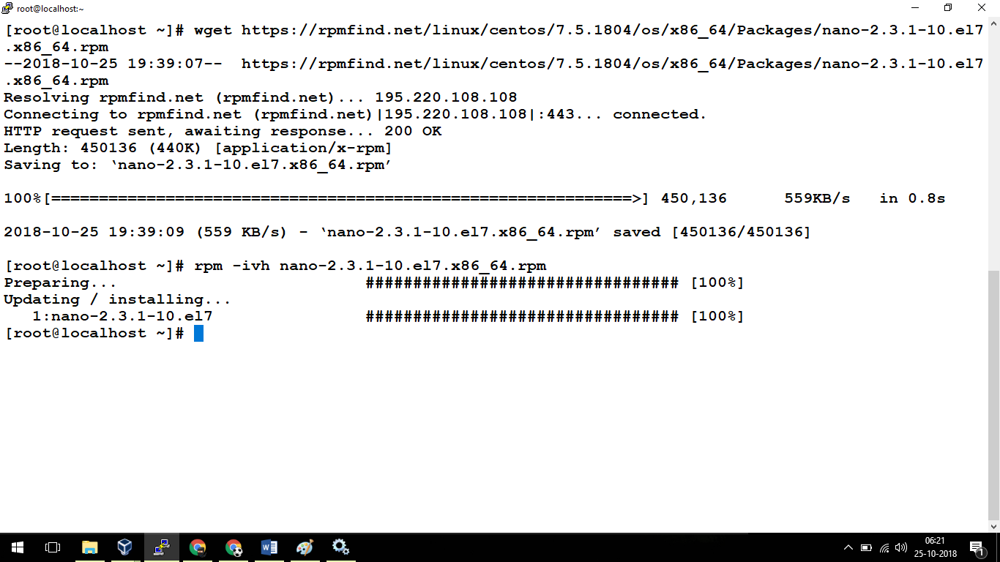 root@localhost:~
[root@localhost ~]# wget https://rpmfind.net/linux/centos/7.5.1804/os/x86_64/Packages/nano-2.3.1-10.el7
.x86_64.rpm
--2018-10-25 19:39:07--  https://rpmfind.net/linux/centos/7.5.1804/os/x86_64/Packages/nano-2.3.1-10.el7
.x86_64.rpm
Resolving rpmfind.net (rpmfind.net)... 195.220.108.108
Connecting to rpmfind.net (rpmfind.net)|195.220.108.108|:443... connected.
HTTP request sent, awaiting response... 200 OK
Length: 450136 (440K) [application/x-rpm]
Saving to: ‘nano-2.3.1-10.el7.x86_64.rpm’
100%[=============================================================>] 450,136      559KB/s   in 0.8s
2018-10-25 19:39:09 (559 KB/s) - ‘nano-2.3.1-10.el7.x86_64.rpm’ saved [450136/450136]
[root@localhost ~]# rpm -ivh nano-2.3.1-10.el7.x86_64.rpm
Preparing...                          ################################# [100%]
Updating / installing...
   1:nano-2.3.1-10.el7                ################################# [100%]
[root@localhost ~]#
06:21
25-10-2018
1